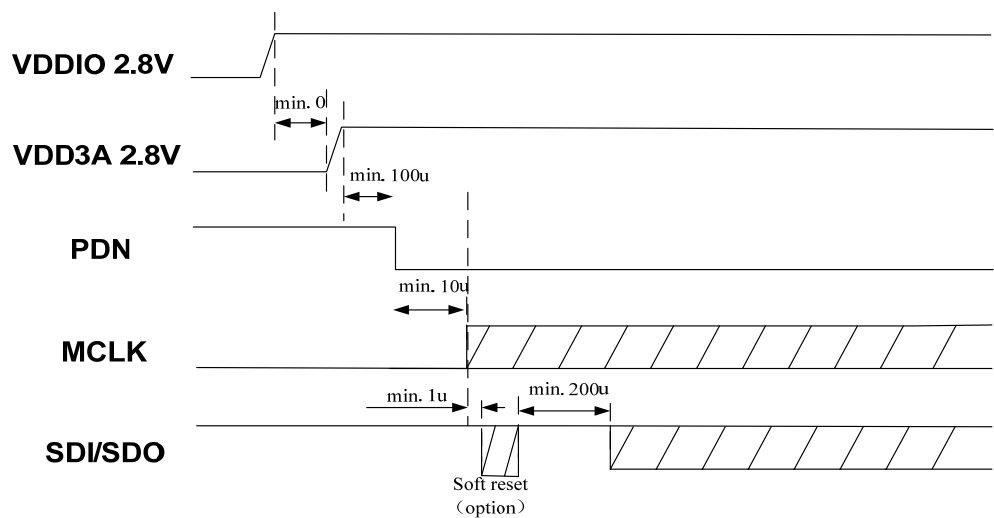 VDDIO 2.8V
min. 0
VDD3A 2.8V
min. 100u
PDN
min. 10u
MCLK
min. 1u
min. 200u
SDI/SDO
Soft reset
（option）